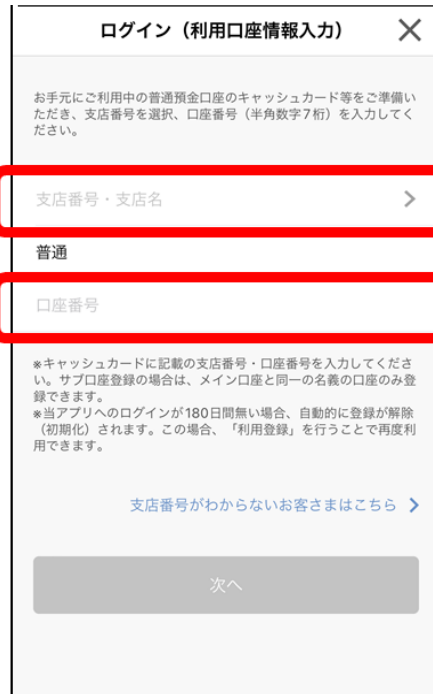 ログイン（利用口座情報入力）
お手元にご利用中の普通預金口座のキャッシュカード等をご準備い
ただき、支店番号を選択、口座番号（半角数字7桁）を入力してく
ださい。
支店番号・支店名
普通
口座番号
※キャッシュカードに記載の支店番号・口座番号を入力してくださ
い。サブ口座登録の場合は、メイン口座と同一の名義の口座のみ登
録できます。
※当アプリへのログインが180日間無い場合、自動的に登録が解除
（初期化）されます。この場合、「利用登録」を行うことで再度利
用できます。
支店番号がわからないお客さまはこちら
次へ